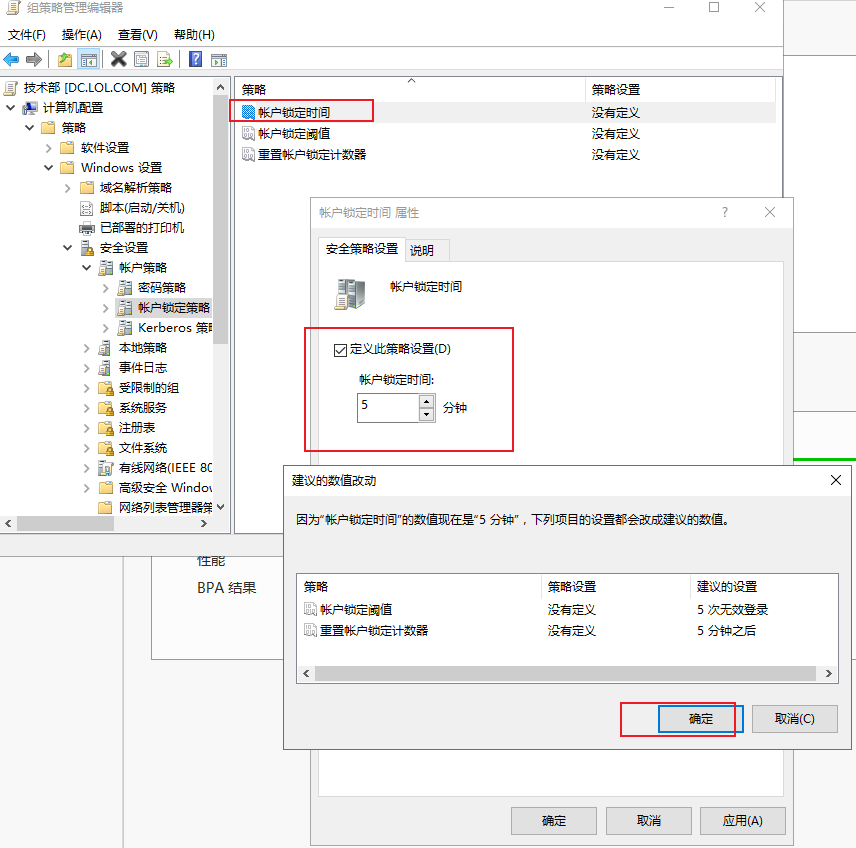 组策略管理编辑器
文件(F) 操作(A) 查看(V) 帮助(H)
技术部 [DC.LOL.COM] 策略
计算机配置
策略
软件设置
Windows 设置
域名解析策略
脚本(启动/关机)
已部署的打印机
安全设置
帐户策略
密码策略
帐户锁定策略
Kerberos 策
本地策略
事件日志
受限制的组
系统服务
注册表
文件系统
有线网络(IEEE 80
高级安全 Windo
网络列表管理器策
策略 策略设置
帐户锁定时间 没有定义
帐户锁定阈值 没有定义
重置帐户锁定计数器 没有定义
帐户锁定时间 属性
?
安全策略设置 说明
帐户锁定时间
定义此策略设置(D)
帐户锁定时间:
5 分钟
建议的数值改动
因为“帐户锁定时间”的数值现在是“5 分钟”，下列项目的设置都会改成建议的数值。
策略 策略设置 建议的设置
帐户锁定阈值 没有定义 5 次无效登录
重置帐户锁定计数器 没有定义 5 分钟之后
确定 取消(C)
确定 取消 应用(A)
性能
BPA 结果